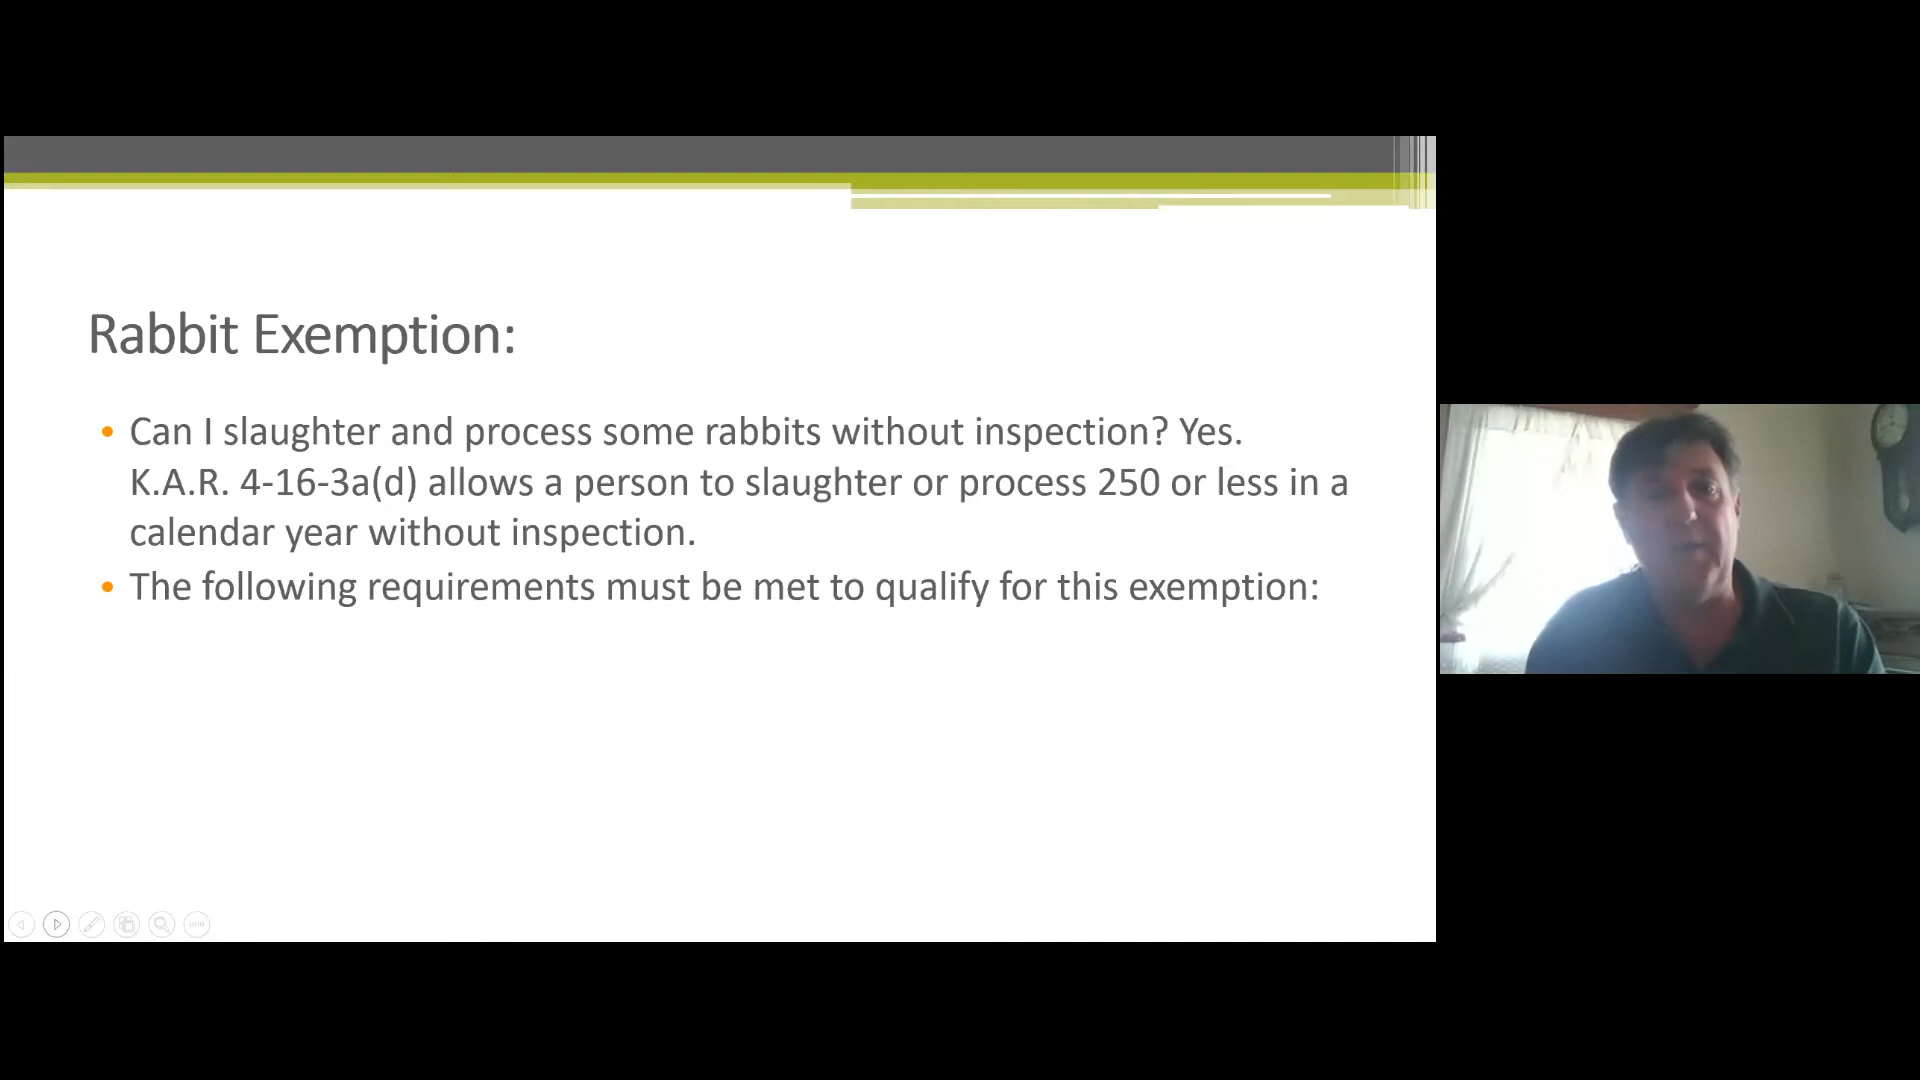 Rabbit Exemption:
• Can I slaughter and process some rabbits without inspection? Yes.
K.A.R. 4-16-3a(d) allows a person to slaughter or process 250 or less in a
calendar year without inspection.
• The following requirements must be met to qualify for this exemption: